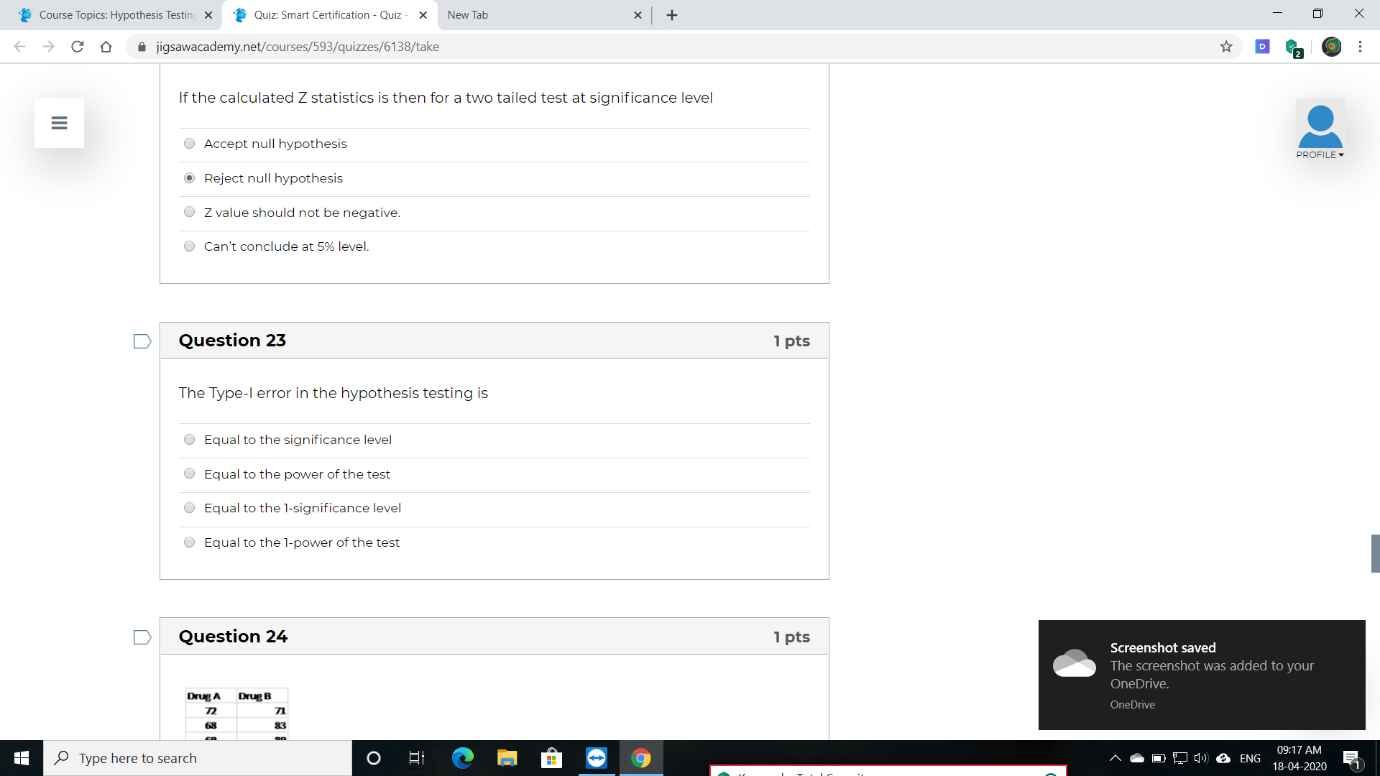 Course Topics: Hypothesis Testing
Quiz: Smart Certification - Quiz -
New Tab
jigsawacademy.net/courses/593/quizzes/6138/take
D
2
If the calculated Z statistics is then for a two tailed test at significance level
Accept null hypothesis
Reject null hypothesis
Z value should not be negative.
Can't conclude at 5% level.
PROFILE
Question 23
1 pts
The Type-I error in the hypothesis testing is
Equal to the significance level
Equal to the power of the test
Equal to the 1-significance level
Equal to the 1-power of the test
Question 24
1 pts
Drug A Drug B
72 71
68 83
Screenshot saved
The screenshot was added to your
OneDrive.
OneDrive
Type here to search
ENG
09:17 AM
18-04-2020
1